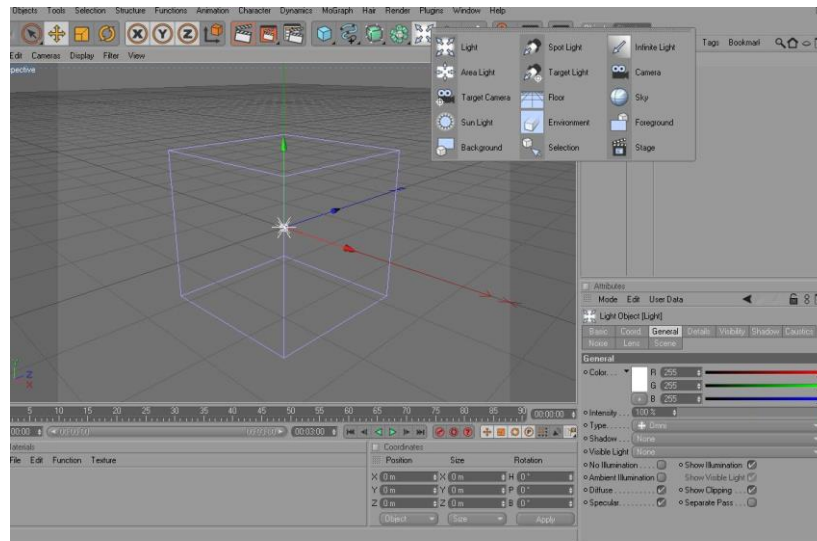 Objects Tools Selection Structure Functions Animation Character Dynamics MoGraph Hair Render Plugins Window Help
X Y Z
Tags Bookmarl
Edit Cameras Display Filter View
pective
Light Spot Light Infinite Light
Area Light Target Light Camera
Target Camera Floor Sky
Sun Light Environment Foreground
Background Selection Stage
Attributes
Mode Edit User Data
Light Object [Light]
Basic Coord. General Details Visibility Shadow Caustics
Noise Lens Scene
General
Color. . . R 255
G 255
B 255
Intensity . . . 100 %
Type. . . . . Omni
Shadow . . . None
Visible Light None
No Illumination . . . . Show Illumination
Ambient Illumination Show Visible Light
Diffuse . . . . . . . . . Show Clipping . . .
Specular. . . . . . . . Separate Pass . . .
Z
X
5 10 15 20 25 30 35 40 45 50 55 60 65 70 75 80 85 90 00:00:00
00:00 00:03:00
aterials
File Edit Function Texture
Coordinates
Position Size Rotation
X 0 m X 0 m H 0 °
Y 0 m Y 0 m P 0 °
Z 0 m Z 0 m B 0 °
Object Size Apply